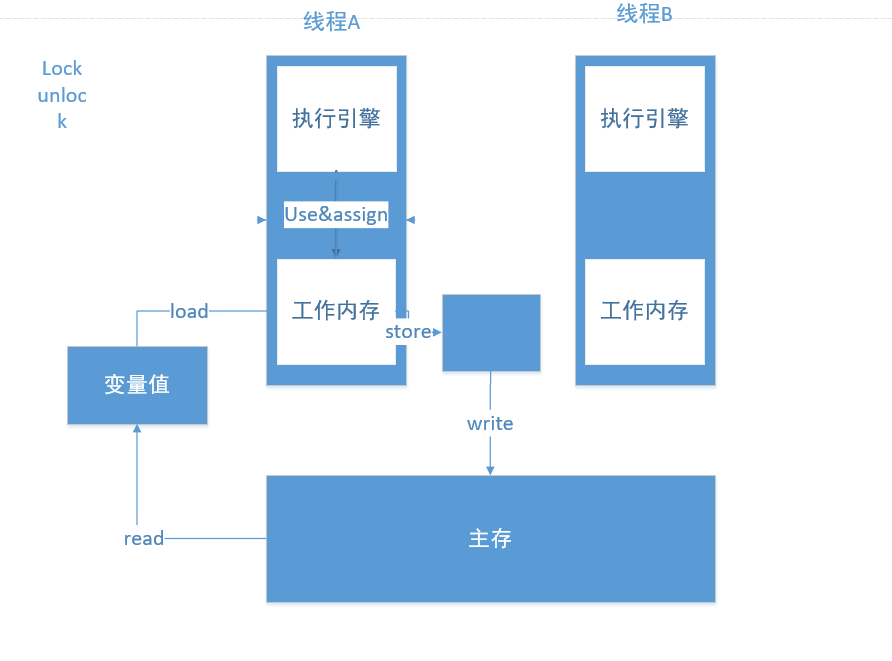 线程A
线程B
Lock
unloc
k
执行引擎
执行引擎
Use&assign
工作内存
工作内存
load
store
变量值
write
read
主存